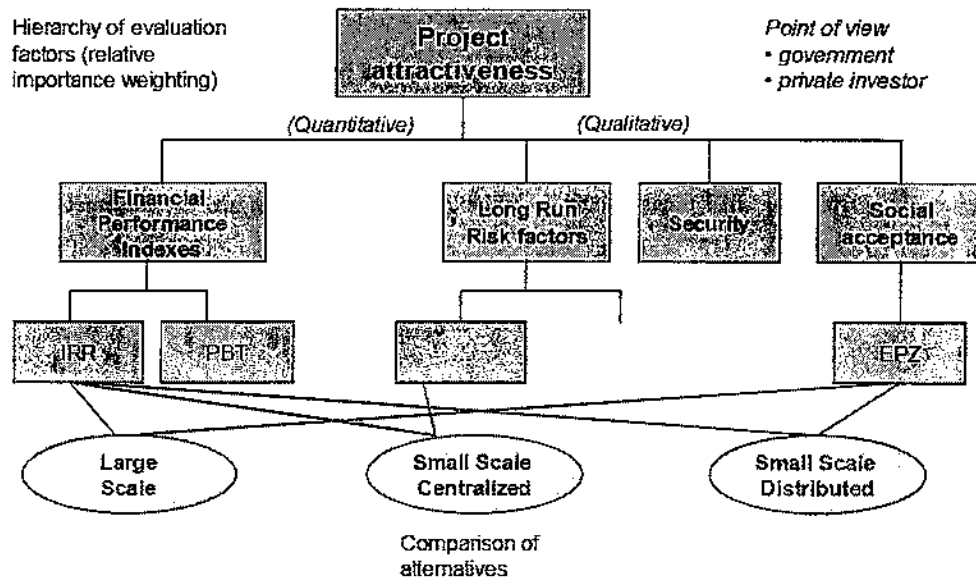 Hierarchy of evaluation
factors (relative
importance weighting)
Project
attractiveness
Point of view
• government
• private investor
(Quantitative)
(Qualitative)
Financial
Performance
Indexes
Long Run
Risk factors
Security
Social
acceptance
IRR
PBT
EPZ
Large
Scale
Small Scale
Centralized
Small Scale
Distributed
Comparison of
alternatives